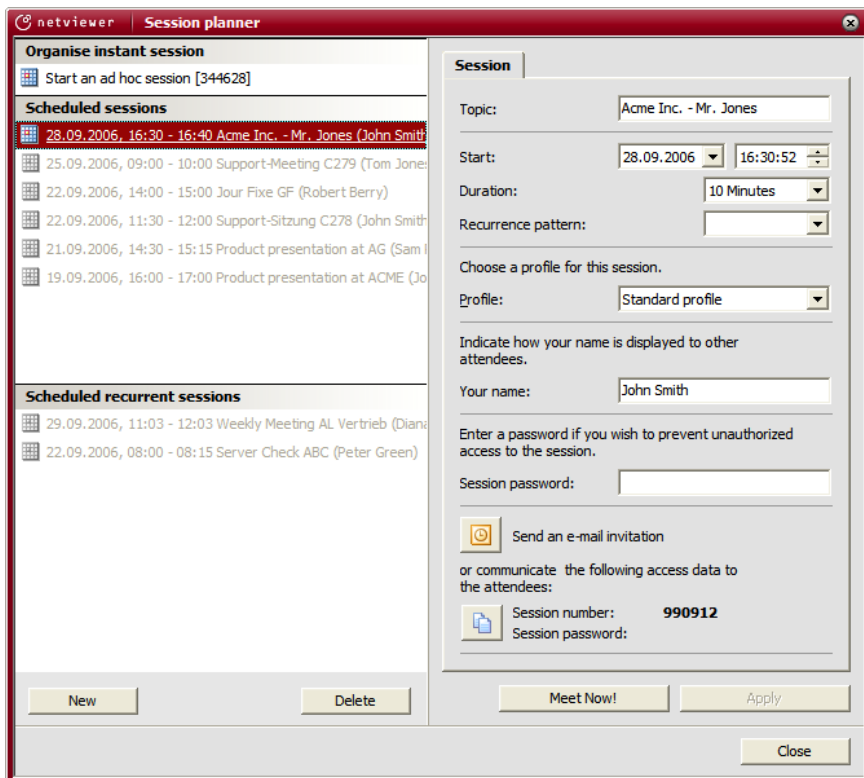 netviewer Session planner
Organise instant session
Start an ad hoc session [344628]
Scheduled sessions
28.09.2006, 16:30 - 16:40 Acme Inc. - Mr. Jones (John Smith
25.09.2006, 09:00 - 10:00 Support-Meeting C279 (Tom Jone
22.09.2006, 14:00 - 15:00 Jour Fixe GF (Robert Berry)
22.09.2006, 11:30 - 12:00 Support-Sitzung C278 (John Smith
21.09.2006, 14:30 - 15:15 Product presentation at AG (Sam
19.09.2006, 16:00 - 17:00 Product presentation at ACME (Jo
Scheduled recurrent sessions
29.09.2006, 11:03 - 12:03 Weekly Meeting AL Vertrieb (Diana
22.09.2006, 08:00 - 08:15 Server Check ABC (Peter Green)
New
Delete
Session
Topic: Acme Inc. - Mr. Jones
Start: 28.09.2006 16:30:52
Duration: 10 Minutes
Recurrence pattern:
Choose a profile for this session.
Profile: Standard profile
Indicate how your name is displayed to other
attendees.
Your name: John Smith
Enter a password if you wish to prevent unauthorized
access to the session.
Session password:
Send an e-mail invitation
or communicate the following access data to
the attendees:
Session number: 990912
Session password:
Meet Now!
Apply
Close